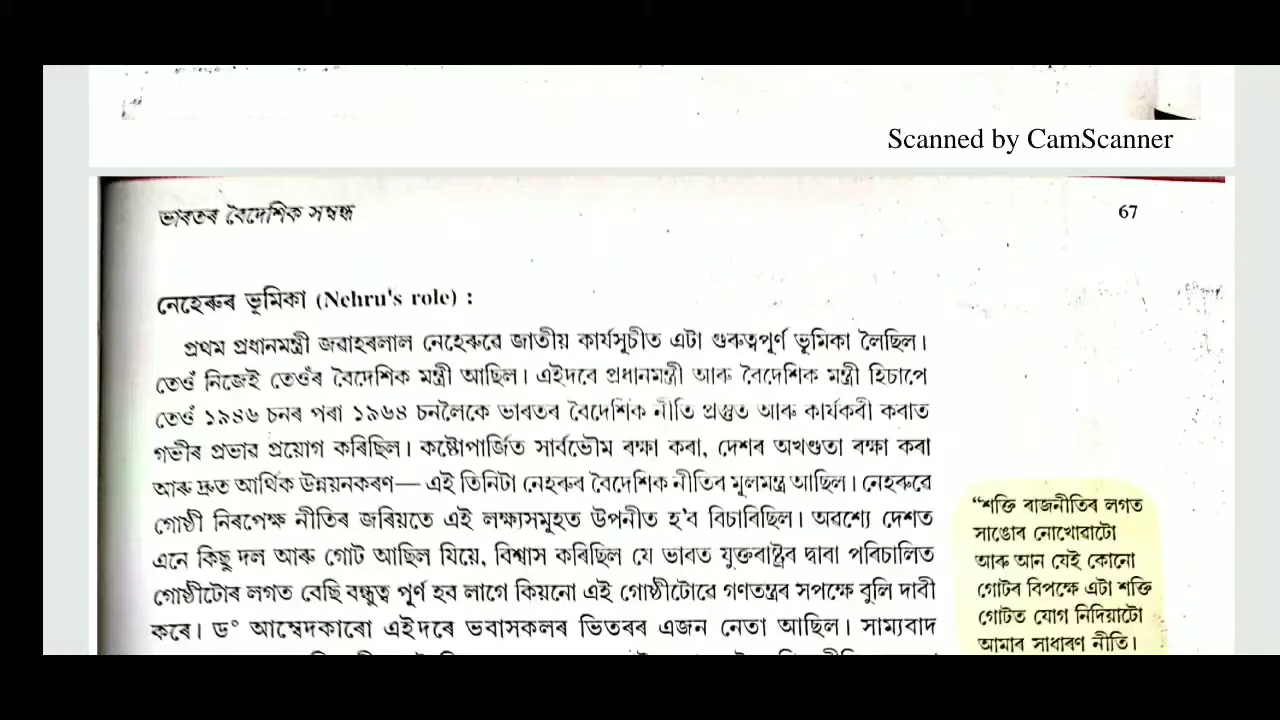 Scanned by CamScanner
ভাৰতৰ বৈদেশিক সম্বন্ধ
67
নেহেৰুৰ ভূমিকা (Nehru's role) :
প্ৰথম প্ৰধানমন্ত্ৰী জৱাহৰলাল নেহেৰুৱে জাতীয় কাৰ্যসূচীত এটা গুৰুত্বপূৰ্ণ ভূমিকা লৈছিল।
তেওঁ নিজেই তেওঁৰ বৈদেশিক মন্ত্ৰী আছিল। এইদৰে প্ৰধানমন্ত্ৰী আৰু বৈদেশিক মন্ত্ৰী হিচাপে
তেওঁ ১৯৪৬ চনৰ পৰা ১৯৬৪ চনলৈকে ভাৰতৰ বৈদেশিক নীতি প্ৰস্তুত আৰু কাৰ্যকৰী কৰাত
গভীৰ প্ৰভাৱ প্ৰয়োগ কৰিছিল। কষ্টোপাৰ্জিত সাৰ্বভৌম ৰক্ষা কৰা, দেশৰ অখণ্ডতা ৰক্ষা কৰা
আৰু দ্ৰুত আৰ্থিক উন্নয়নকৰণ— এই তিনিটা নেহেৰুৰ বৈদেশিক নীতিৰ মূলমন্ত্ৰ আছিল। নেহেৰুৱে
গোষ্ঠী নিৰপেক্ষ নীতিৰ জৰিয়তে এই লক্ষ্যসমূহত উপনীত হ'ব বিচাৰিছিল। অৱশ্যে দেশত
এনে কিছু দল আৰু গোট আছিল যিয়ে, বিশ্বাস কৰিছিল যে ভাৰত যুক্তৰাষ্ট্ৰৰ দ্বাৰা পৰিচালিত
গোষ্ঠীটোৰ লগত বেছি বন্ধুত্ব পূৰ্ণ হব লাগে কিয়নো এই গোষ্ঠীটোৱে গণতন্ত্ৰৰ সপক্ষে বুলি দাবী
কৰে। ড° আম্বেদকাৰো এইদৰে ভবাসকলৰ ভিতৰৰ এজন নেতা আছিল। সাম্যবাদ
“শক্তি ৰাজনীতিৰ লগত
সাঙোৰ নোখোৱাটো
আৰু আন যেই কোনো
গোটৰ বিপক্ষে এটা শক্তি
গোটত যোগ নিদিয়াটো
আমাৰ সাধাৰণ নীতি।